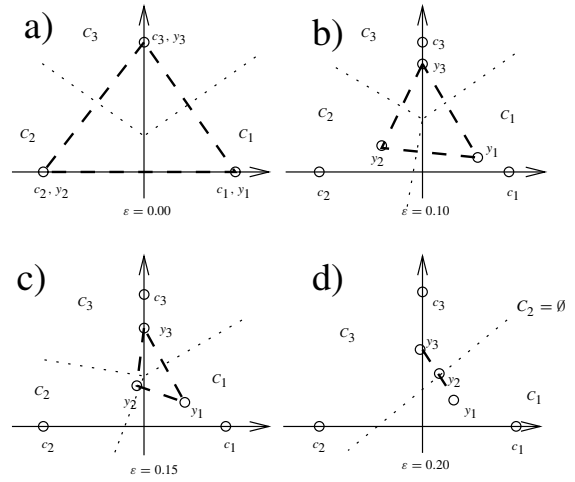 a)
C₃
c₃, y₃
C₂
C₁
c₂, y₂
c₁, y₁
ε = 0.00
b)
C₃
c₃
y₃
C₂
C₁
y₂
y₁
c₂
c₁
ε = 0.10
c)
C₃
c₃
y₃
C₂
C₁
y₂
y₁
c₂
c₁
ε = 0.15
d)
c₃
C₂ = ∅
C₃
y₃
y₂
C₁
y₁
c₂
c₁
ε = 0.20